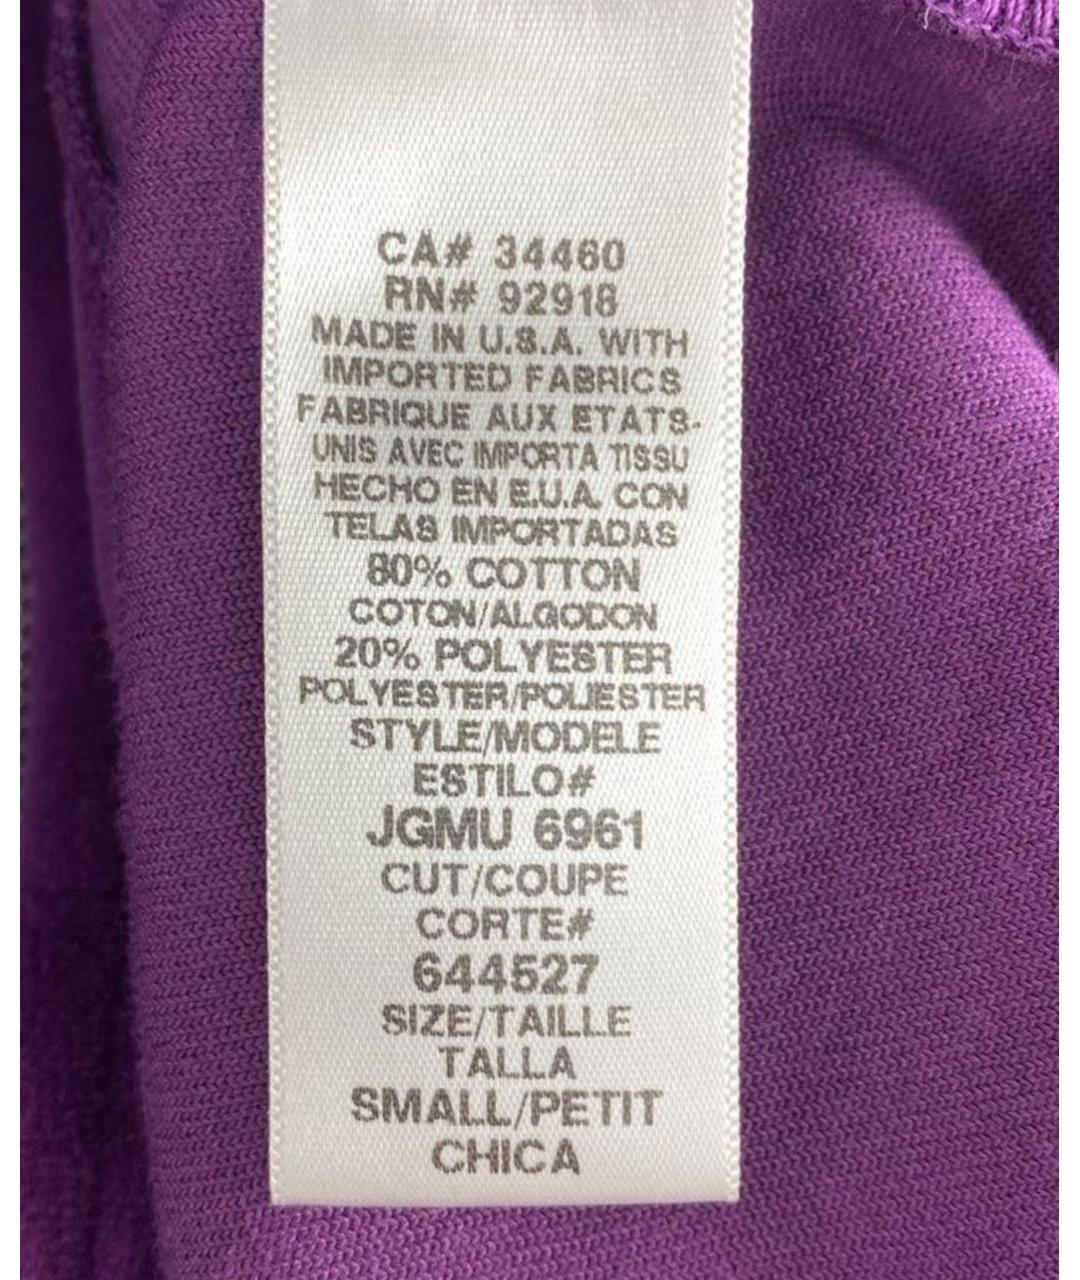 CA# 34460
RN# 92918
MADE IN U.S.A. WITH
IMPORTED FABRICS
FABRIQUE AUX ETATS-
UNIS AVEC IMPORTA TISSU
HECHO EN E.U.A. CON
TELAS IMPORTADAS
80% COTTON
COTON/ALGODON
20% POLYESTER
POLYESTER/POLIESTER
STYLE/MODELE
ESTILO#
JGMU 6961
CUT/COUPE
CORTE#
644527
SIZE/TAILLE
TALLA
SMALL/PETIT
CHICA